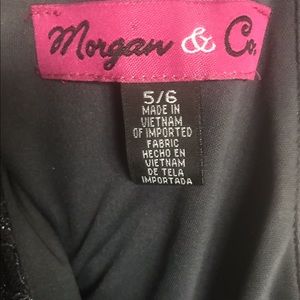 Morgan & Co.
5/6
MADE IN
VIETNAM
OF IMPORTED
FABRIC
HECHO EN
VIETNAM
DE TELA
IMPORTADA